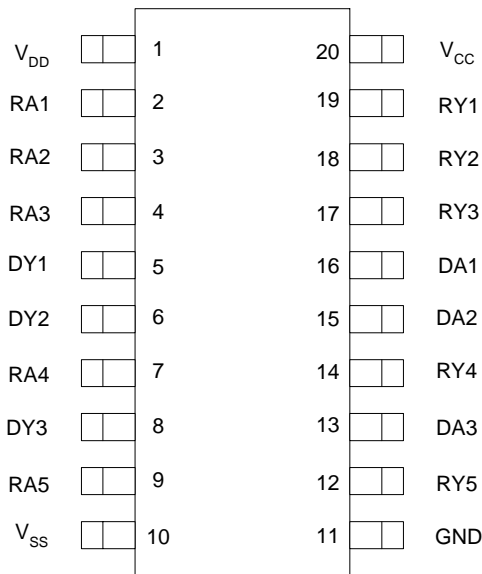 V_DD 1 20 V_CC
RA1 2 19 RY1
RA2 3 18 RY2
RA3 4 17 RY3
DY1 5 16 DA1
DY2 6 15 DA2
RA4 7 14 RY4
DY3 8 13 DA3
RA5 9 12 RY5
V_SS 10 11 GND